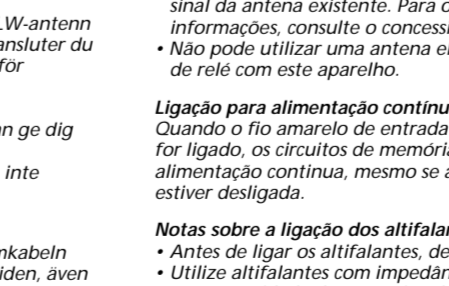 LW-antenn
ansluter du
för
n ge dig
inte
mkabeln
iden, även
sinal da antena existente. Para o
informações, consulte o concessi
• Não pode utilizar uma antena el
de relé com este aparelho.
Ligação para alimentação contínu
Quando o fio amarelo de entrada
for ligado, os circuitos de memória
alimentação continua, mesmo se a
estiver desligada.
Notas sobre a ligação dos altifalan
• Antes de ligar os altifalantes, de
• Utilize altifalantes com impedân